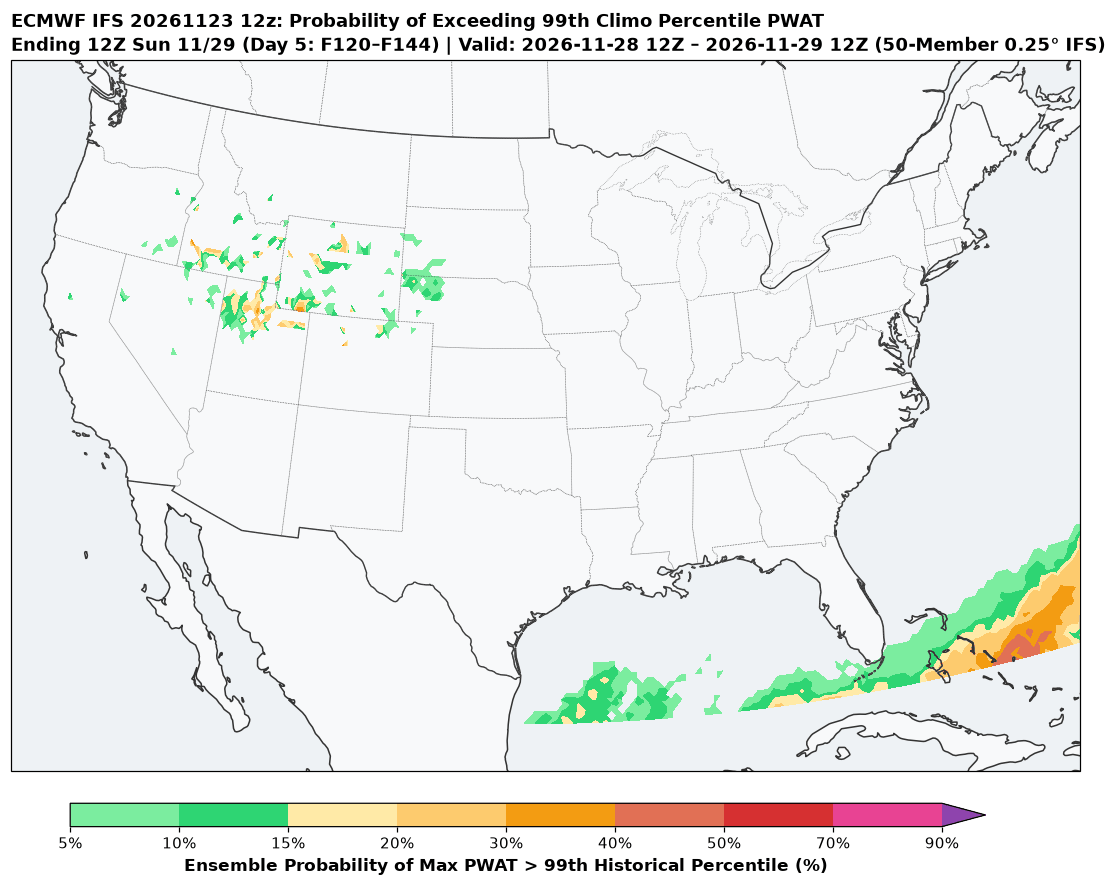 ECMWF IFS 20261123 12z: Probability of Exceeding 99th Climo Percentile PWAT
Ending 12Z Sun 11/29 (Day 5: F120–F144) | Valid: 2026-11-28 12Z – 2026-11-29 12Z (50-Member 0.25° IFS)
5% 10% 15% 20% 30% 40% 50% 70% 90%
Ensemble Probability of Max PWAT > 99th Historical Percentile (%)